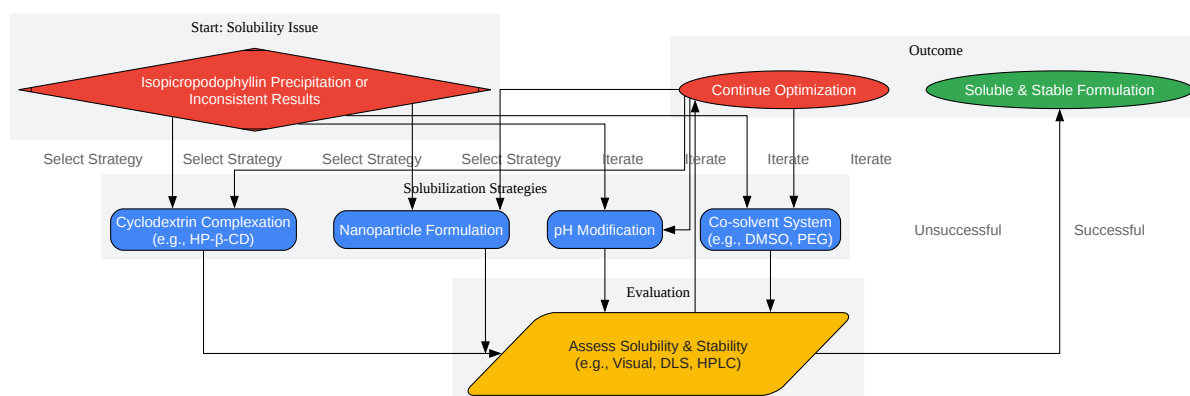 Start: Solubility Issue
Isopicropodophyllin Precipitation or
Inconsistent Results
Outcome
Continue Optimization
Soluble & Stable Formulation
Select Strategy
Select Strategy
Select Strategy
Select Strategy
Iterate
Iterate
Iterate
Iterate
Solubilization Strategies
Cyclodextrin Complexation
(e.g., HP-β-CD)
Nanoparticle Formulation
pH Modification
Co-solvent System
(e.g., DMSO, PEG)
Unsuccessful
Successful
Evaluation
Assess Solubility & Stability
(e.g., Visual, DLS, HPLC)